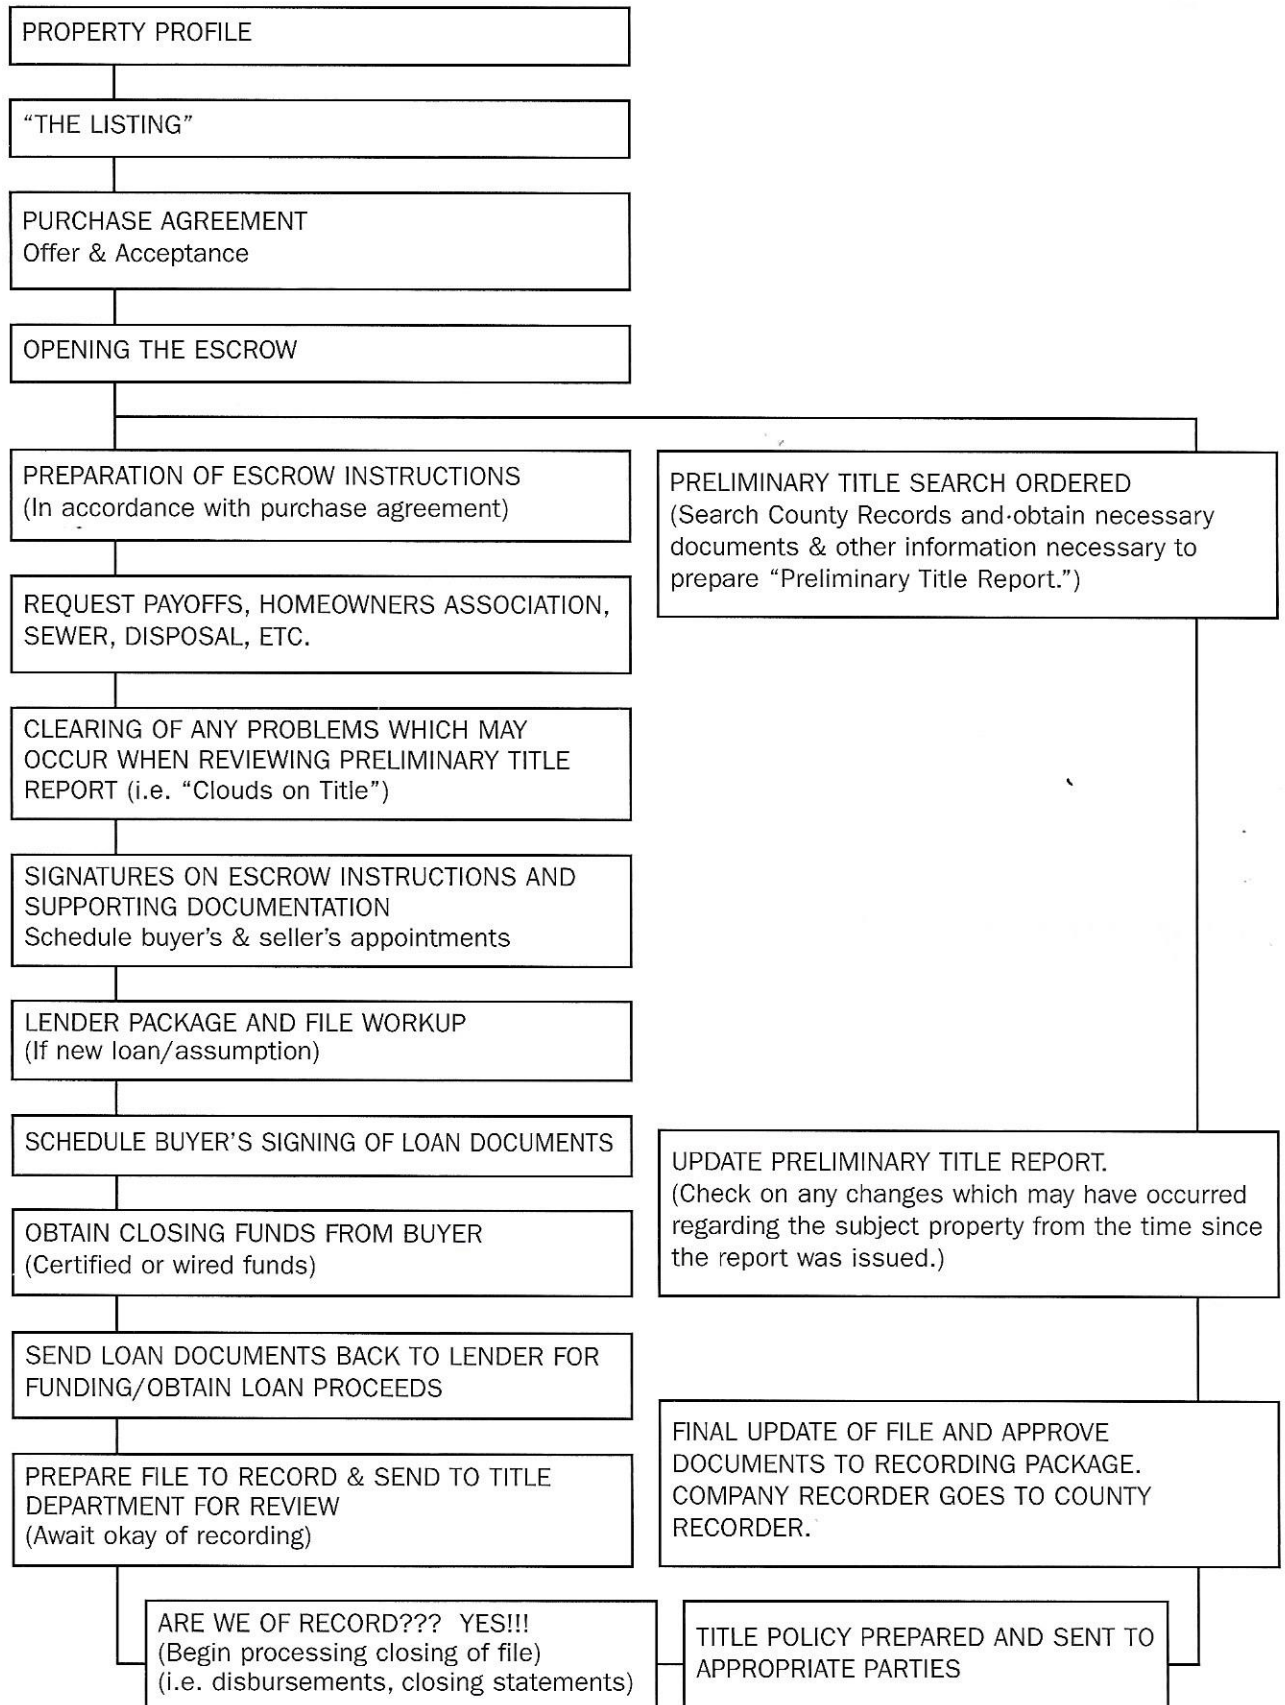 PROPERTY PROFILE
“THE LISTING”
PURCHASE AGREEMENT
Offer & Acceptance
OPENING THE ESCROW
PREPARATION OF ESCROW INSTRUCTIONS
(In accordance with purchase agreement)
REQUEST PAYOFFS, HOMEOWNERS ASSOCIATION,
SEWER, DISPOSAL, ETC.
CLEARING OF ANY PROBLEMS WHICH MAY
OCCUR WHEN REVIEWING PRELIMINARY TITLE
REPORT (i.e. “Clouds on Title”)
SIGNATURES ON ESCROW INSTRUCTIONS AND
SUPPORTING DOCUMENTATION
Schedule buyer’s & seller’s appointments
LENDER PACKAGE AND FILE WORKUP
(If new loan/assumption)
SCHEDULE BUYER’S SIGNING OF LOAN DOCUMENTS
OBTAIN CLOSING FUNDS FROM BUYER
(Certified or wired funds)
SEND LOAN DOCUMENTS BACK TO LENDER FOR
FUNDING/OBTAIN LOAN PROCEEDS
PREPARE FILE TO RECORD & SEND TO TITLE
DEPARTMENT FOR REVIEW
(Await okay of recording)
PRELIMINARY TITLE SEARCH ORDERED
(Search County Records and obtain necessary
documents & other information necessary to
prepare “Preliminary Title Report.”)
UPDATE PRELIMINARY TITLE REPORT.
(Check on any changes which may have occurred
regarding the subject property from the time since
the report was issued.)
FINAL UPDATE OF FILE AND APPROVE
DOCUMENTS TO RECORDING PACKAGE.
COMPANY RECORDER GOES TO COUNTY
RECORDER.
ARE WE OF RECORD??? YES!!!
(Begin processing closing of file)
(i.e. disbursements, closing statements)
TITLE POLICY PREPARED AND SENT TO
APPROPRIATE PARTIES